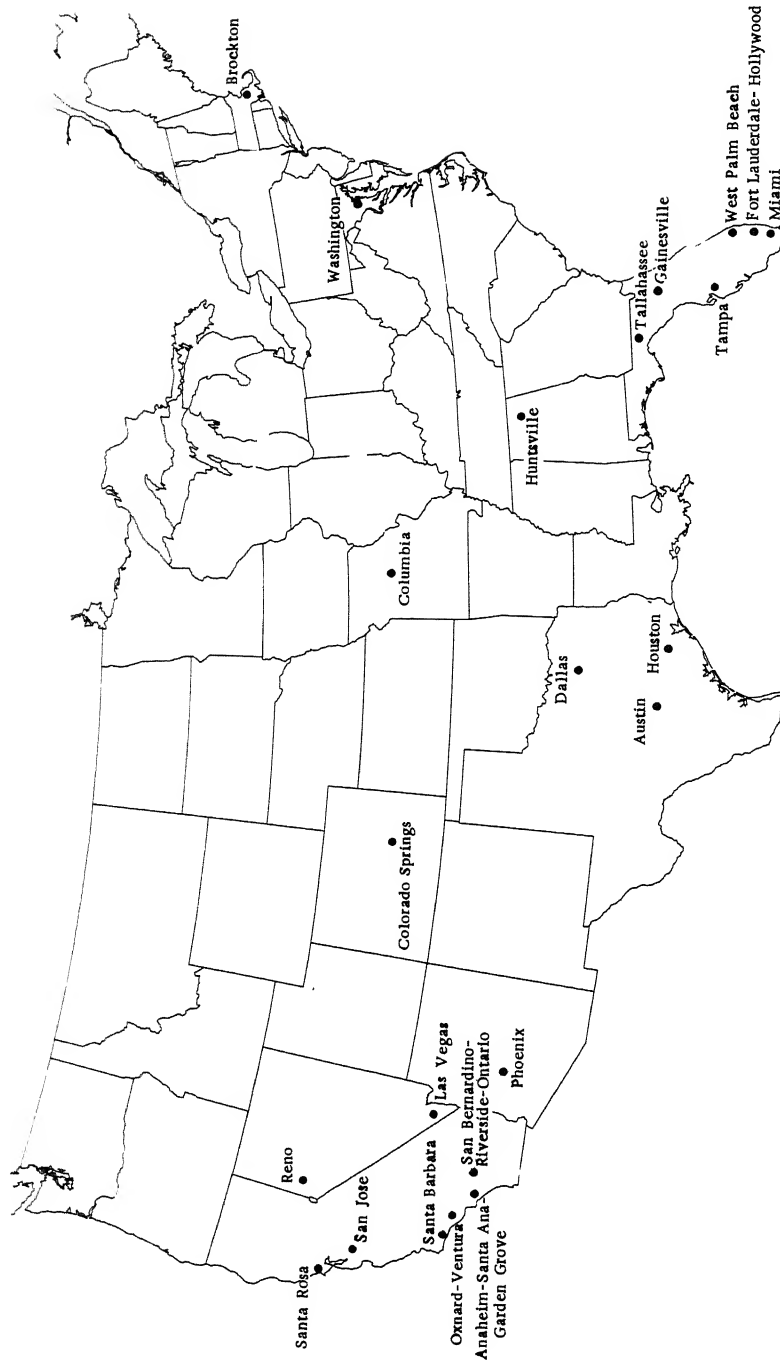 Brockton
Washington
West Palm Beach
Fort Lauderdale- Hollywood
Miami
Tallahassee
Gainesville
Tampa
Huntsville
Columbia
Dallas
Houston
Austin
Colorado Springs
Las Vegas
San Bernardino-
Riverside-Ontario
Phoenix
Reno
San Jose
Santa Rosa
Santa Barbara
Oxnard-Ventura
Anaheim-Santa Ana-
Garden Grove